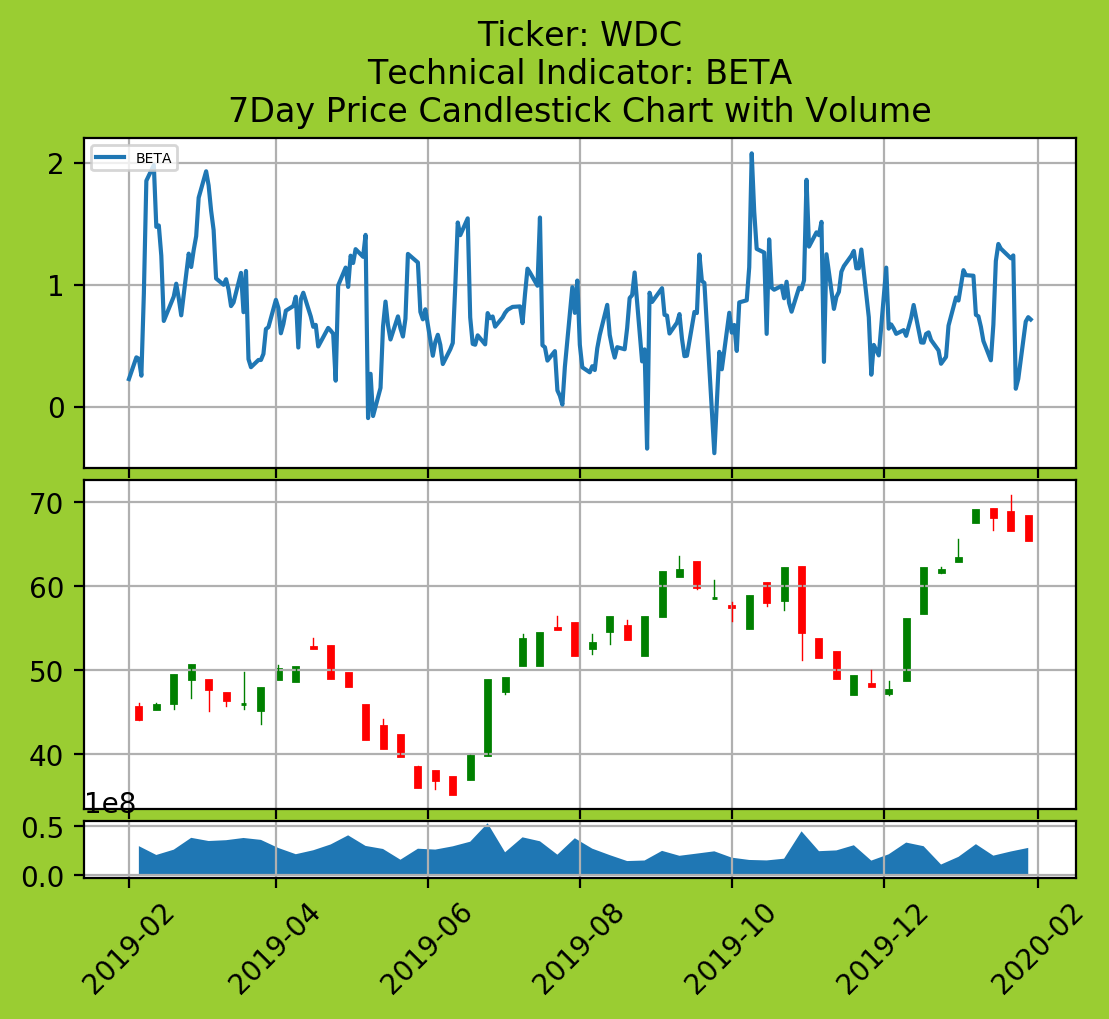 Ticker: WDC
Technical Indicator: BETA
7Day Price Candlestick Chart with Volume
BETA
2
1
0
70
60
50
40
1e8
0.5
0.0
2019-02 2019-04 2019-06 2019-08 2019-10 2019-12 2020-02